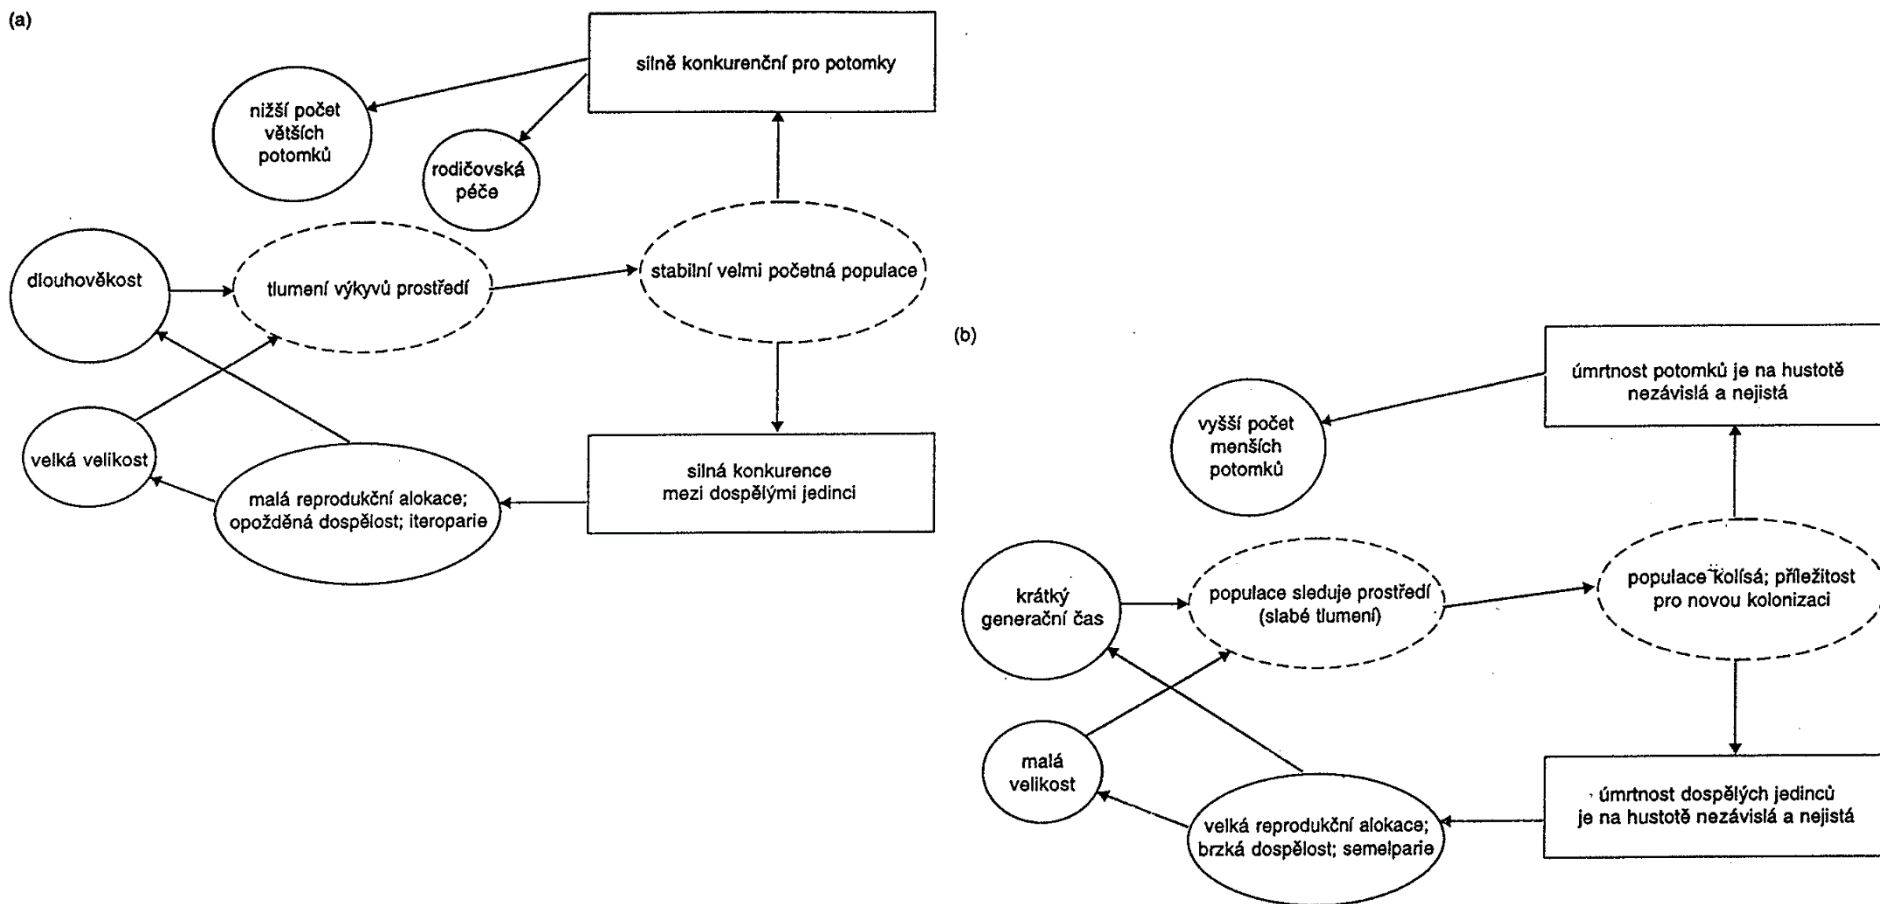 (a)
silně konkurenční pro potomky
nižší počet
větších
potomků
rodičovská
péče
dlouhověkost
tlumení výkyvů prostředí
stabilní velmi početná populace
velká velikost
malá reprodukční alokace;
opožděná dospělost; iteroparie
silná konkurence
mezi dospělými jedinci
(b)
úmrtnost potomků je na hustotě
nezávislá a nejistá
vyšší počet
menších
potomků
krátký
generační čas
populace sleduje prostředí
(slabé tlumení)
populace kolísá; příležitost
pro novou kolonizaci
malá
velikost
velká reprodukční alokace;
brzká dospělost; semelparie
úmrtnost dospělých jedinců
je na hustotě nezávislá a nejistá